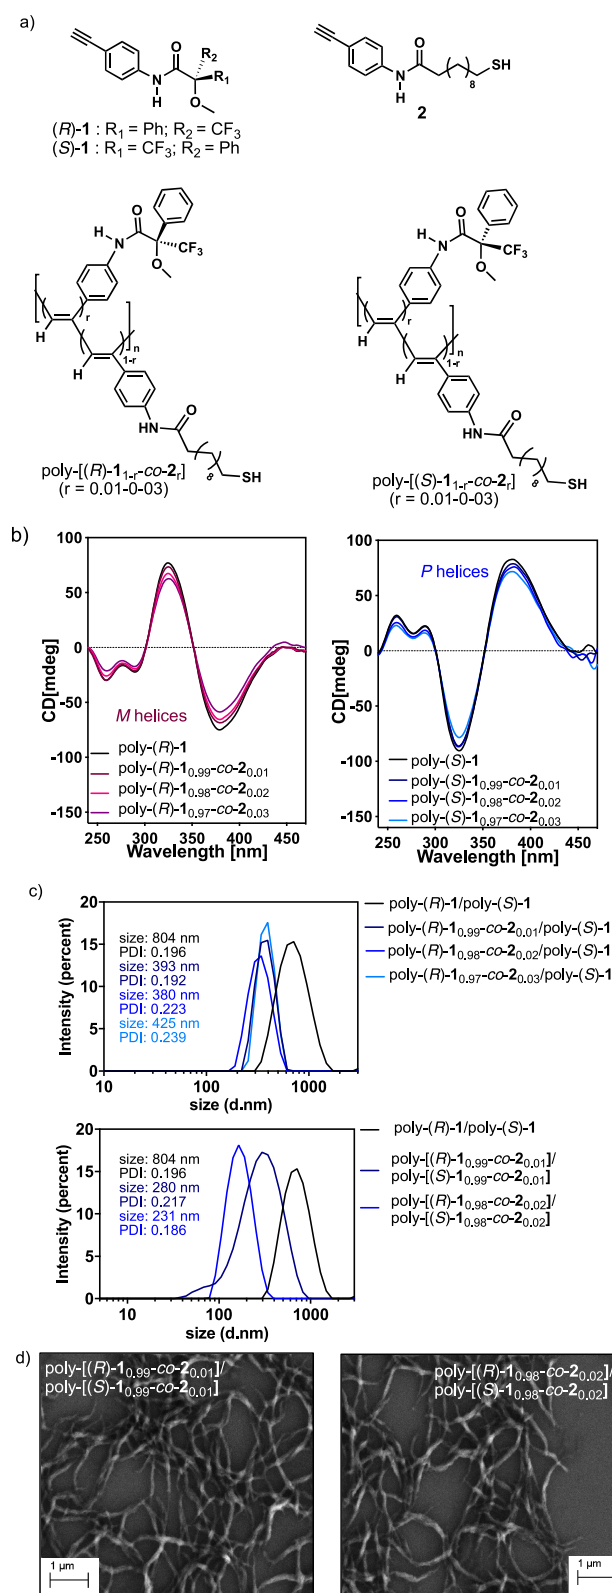 a)
O
R2
R1
N
H
O
(R)-1 : R1 = Ph; R2 = CF3
(S)-1 : R1 = CF3; R2 = Ph
O
SH
N
H
8
2
O
H
N
CF3
O
r
H
n
1-r
H
O
HN
8
SH
poly-[(R)-11-r-co-2r]
(r = 0.01-0-03)
O
H
N
CF3
O
r
H
n
1-r
H
O
HN
8
SH
poly-[(S)-11-r-co-2r]
(r = 0.01-0-03)
b)
100
50
0
-50
-100
-150
CD[mdeg]
M helices
poly-(R)-1
poly-(R)-10.99-co-20.01
poly-(R)-10.98-co-20.02
poly-(R)-10.97-co-20.03
250 300 350 400 450
Wavelength [nm]
100
50
0
-50
-100
-150
CD[mdeg]
P helices
poly-(S)-1
poly-(S)-10.99-co-20.01
poly-(S)-10.98-co-20.02
poly-(S)-10.97-co-20.03
250 300 350 400 450
Wavelength [nm]
c)
20
15
10
5
0
Intensity (percent)
size: 804 nm
PDI: 0.196
size: 393 nm
PDI: 0.192
size: 380 nm
PDI: 0.223
size: 425 nm
PDI: 0.239
10 100 1000
size (d.nm)
poly-(R)-1/poly-(S)-1
poly-(R)-10.99-co-20.01/poly-(S)-1
poly-(R)-10.98-co-20.02/poly-(S)-1
poly-(R)-10.97-co-20.03/poly-(S)-1
20
15
10
5
0
Intensity (percent)
size: 804 nm
PDI: 0.196
size: 280 nm
PDI: 0.217
size: 231 nm
PDI: 0.186
10 100 1000
size (d.nm)
poly-(R)-1/poly-(S)-1
poly-[(R)-10.99-co-20.01]/
poly-[(S)-10.99-co-20.01]
poly-[(R)-10.98-co-20.02]/
poly-[(S)-10.98-co-20.02]
d)
poly-[(R)-10.99-co-20.01]/
poly-[(S)-10.99-co-20.01]
1 µm
poly-[(R)-10.98-co-20.02]/
poly-[(S)-10.98-co-20.02]
1 µm